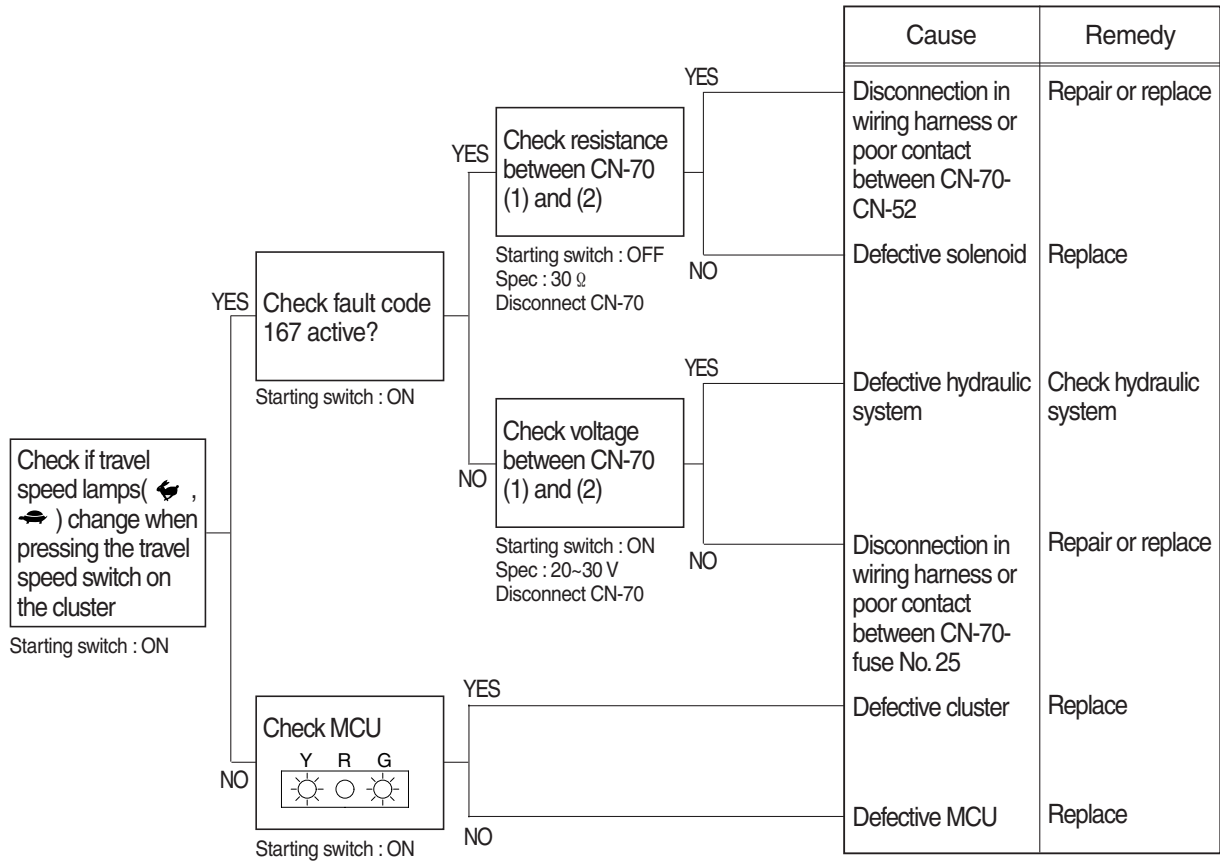 Cause
Remedy
YES
Disconnection in
wiring harness or
poor contact
between CN-70-
CN-52
Repair or replace
YES
Check resistance
between CN-70
(1) and (2)
Starting switch : OFF
Spec : 30 Ω
Disconnect CN-70
NO
Defective solenoid
Replace
YES
Check fault code
167 active?
Starting switch : ON
YES
Defective hydraulic
system
Check hydraulic
system
NO
Check voltage
between CN-70
(1) and (2)
Starting switch : ON
Spec : 20~30 V
Disconnect CN-70
NO
Disconnection in
wiring harness or
poor contact
between CN-70-
fuse No. 25
Repair or replace
Check if travel
speed lamps( ,
) change when
pressing the travel
speed switch on
the cluster
Starting switch : ON
NO
Check MCU
Y R G
Starting switch : ON
YES
Defective cluster
Replace
NO
Defective MCU
Replace